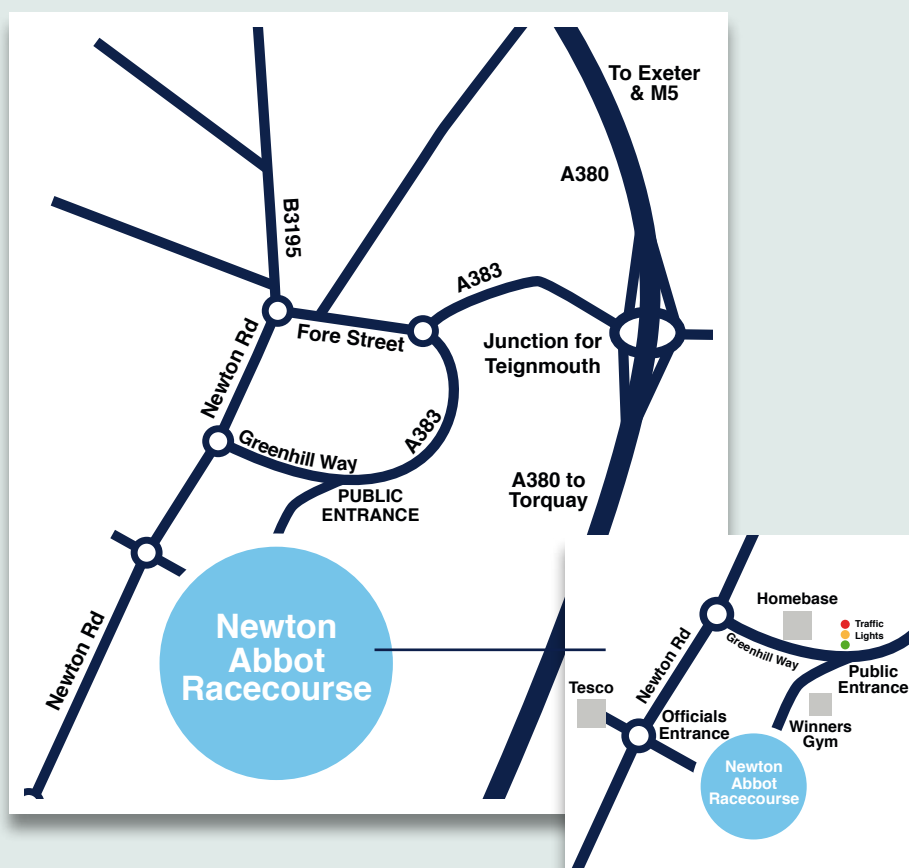 To Exeter
& M5
A380
B3195
A383
Fore Street
Junction for
Teignmouth
Newton Rd
A383
Greenhill Way
PUBLIC
ENTRANCE
A380 to
Torquay
Newton Rd
Newton
Abbot
Racecourse
Homebase
Traffic
Lights
Greenhill Way
Newton Rd
Public
Entrance
Tesco
Officials
Entrance
Winners
Gym
Newton
Abbot
Racecourse